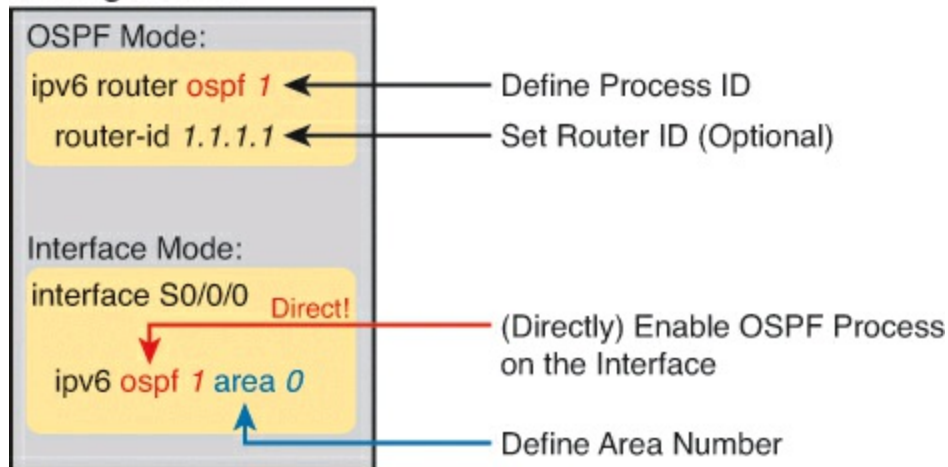 OSPF Mode:
ipv6 router ospf 1
Define Process ID
router-id 1.1.1.1
Set Router ID (Optional)
Interface Mode:
interface S0/0/0
Direct!
(Directly) Enable OSPF Process
on the Interface
ipv6 ospf 1 area 0
Define Area Number